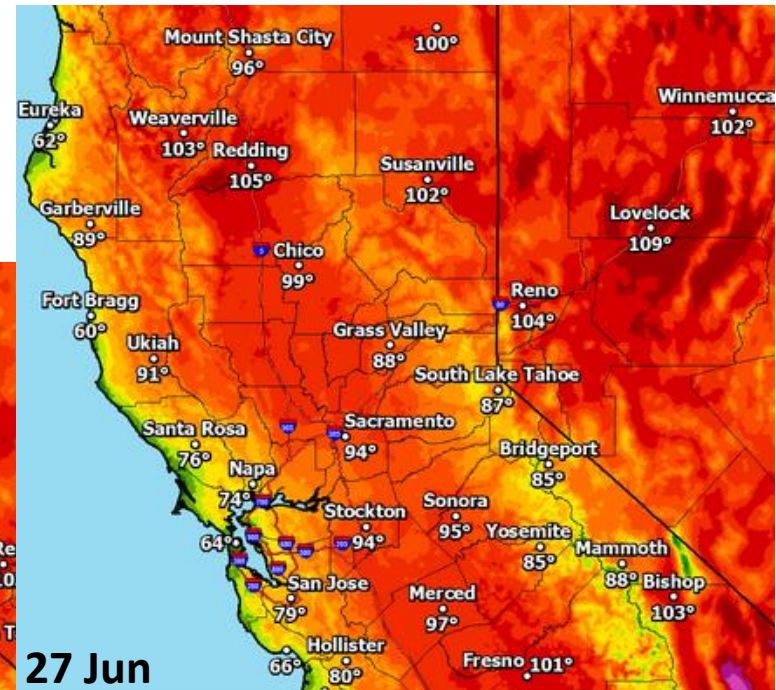 Mount Shasta City
96°
100°
Eureka
62°
Weaverville
103°
Redding
105°
Winnemucca
102°
Susanville
102°
Garberville
89°
Lovelock
109°
Chico
99°
Fort Bragg
60°
Reno
104°
Ukiah
91°
Grass Valley
88°
South Lake Tahoe
87°
Santa Rosa
76°
Sacramento
94°
Bridgeport
85°
Napa
74°
Stockton
94°
Sonora
95°
Yosemite
85°
64°
Mammoth
88°
Bishop
103°
San Jose
79°
Merced
97°
66°
Hollister
80°
Fresno 101°
27 Jun